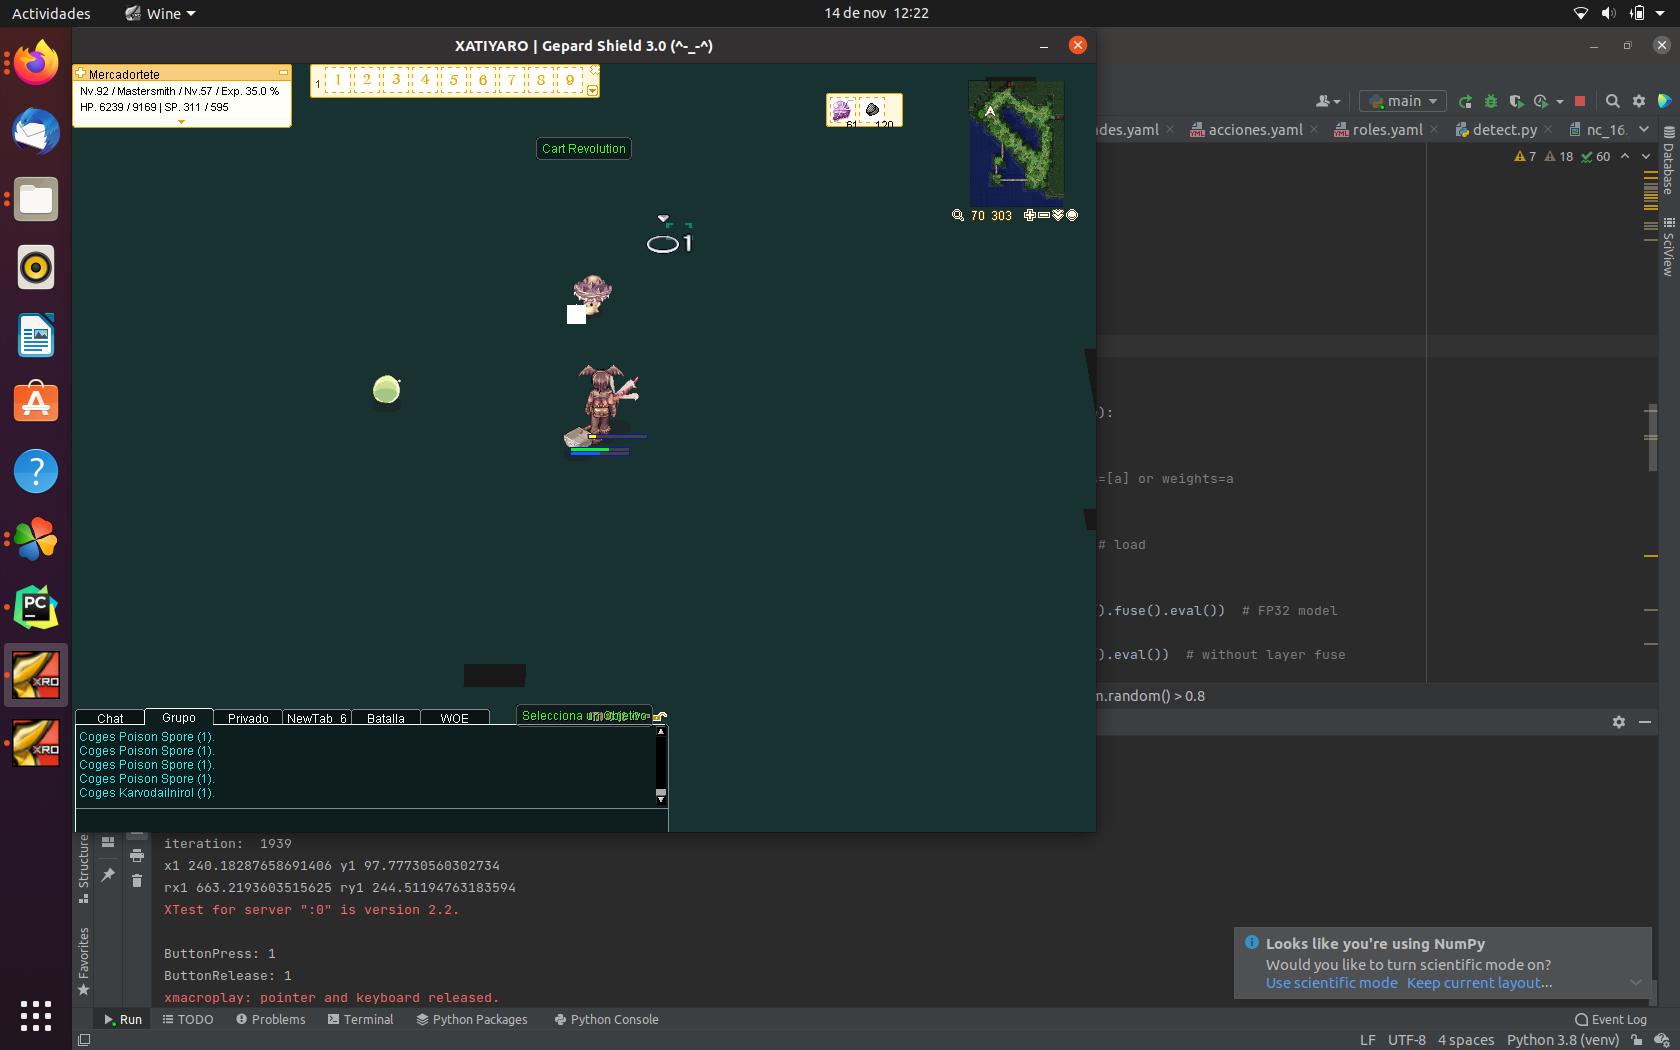 Actividades
Wine
14 de nov 12:22
XATIYARO | Gepard Shield 3.0 (^-_-^)
Mercadortete
Nv.92 / Mastersmith / Nv.57 / Exp. 35.0 %
HP. 6239 / 9169 | SP. 311 / 595
1 1 2 3 4 5 6 7 8 9
61 120
Cart Revolution
70 303
1
main
des.yaml
acciones.yaml
roles.yaml
detect.py
nc_16.
7 18 60
Database
SciView
):
=[a] or weights=a
# load
).fuse().eval()) # FP32 model
).eval()) # without layer fuse
m.random() > 0.8
Chat Grupo Privado NewTab_6 Batalla WOE
Coges Poison Spore (1).
Coges Poison Spore (1).
Coges Poison Spore (1).
Coges Poison Spore (1).
Coges Karvodailnirol (1).
iteration: 1939
x1 240.18287658691406 y1 97.77730560302734
rx1 663.2193603515625 ry1 244.51194763183594
XTest for server ":0" is version 2.2.
ButtonPress: 1
ButtonRelease: 1
xmacroplay: pointer and keyboard released.
Structure
Favorites
Looks like you're using NumPy
Would you like to turn scientific mode on?
Use scientific mode Keep current layout...
Run TODO Problems Terminal Python Packages Python Console
Event Log
LF UTF-8 4 spaces Python 3.8 (venv)
PC
XRO
XRO